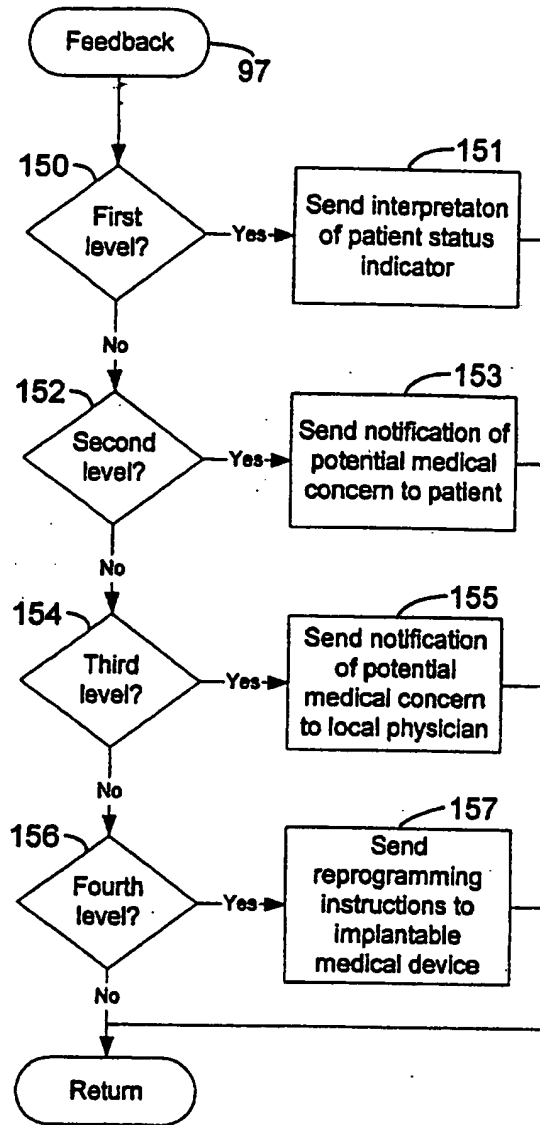 Feedback
97
150
First
level?
Yes
151
Send interpretaton
of patient status
indicator
No
152
Second
level?
Yes
153
Send notification of
potential medical
concern to patient
No
154
Third
level?
Yes
155
Send notification
of potential
medical concern
to local physician
No
156
Fourth
level?
Yes
157
Send
reprogramming
instructions to
implantable
medical device
No
Return